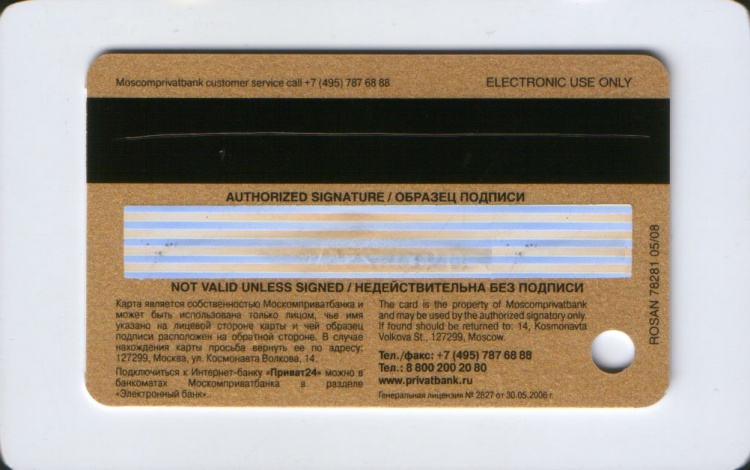 Moscomprivatbank customer service call +7 (495) 787 68 88
ELECTRONIC USE ONLY
AUTHORIZED SIGNATURE / ОБРАЗЕЦ ПОДПИСИ
NOT VALID UNLESS SIGNED / НЕДЕЙСТВИТЕЛЬНА БЕЗ ПОДПИСИ
Карта является собственностью Москомприватбанка и
может быть использована только лицом, чье имя
указано на лицевой стороне карты и чей образец
подписи расположен на обратной стороне. В случае
нахождения карты просьба вернуть ее по адресу:
127299, Москва, ул. Космонавта Волкова, 14.
Подключиться к Интернет-банку «Приват24» можно в
банкоматах Москомприватбанка в разделе
«Электронный банк».
The card is the property of Moscomprivatbank
and may be used by the authorized signatory only.
If found should be returned to: 14, Kosmonavta
Volkova St., 127299, Moscow.
Тел./факс: +7 (495) 787 68 88
Тел.: 8 800 200 20 80
www.privatbank.ru
Генеральная лицензия № 2827 от 30.05.2006 г.
ROSAN 78281 05/08